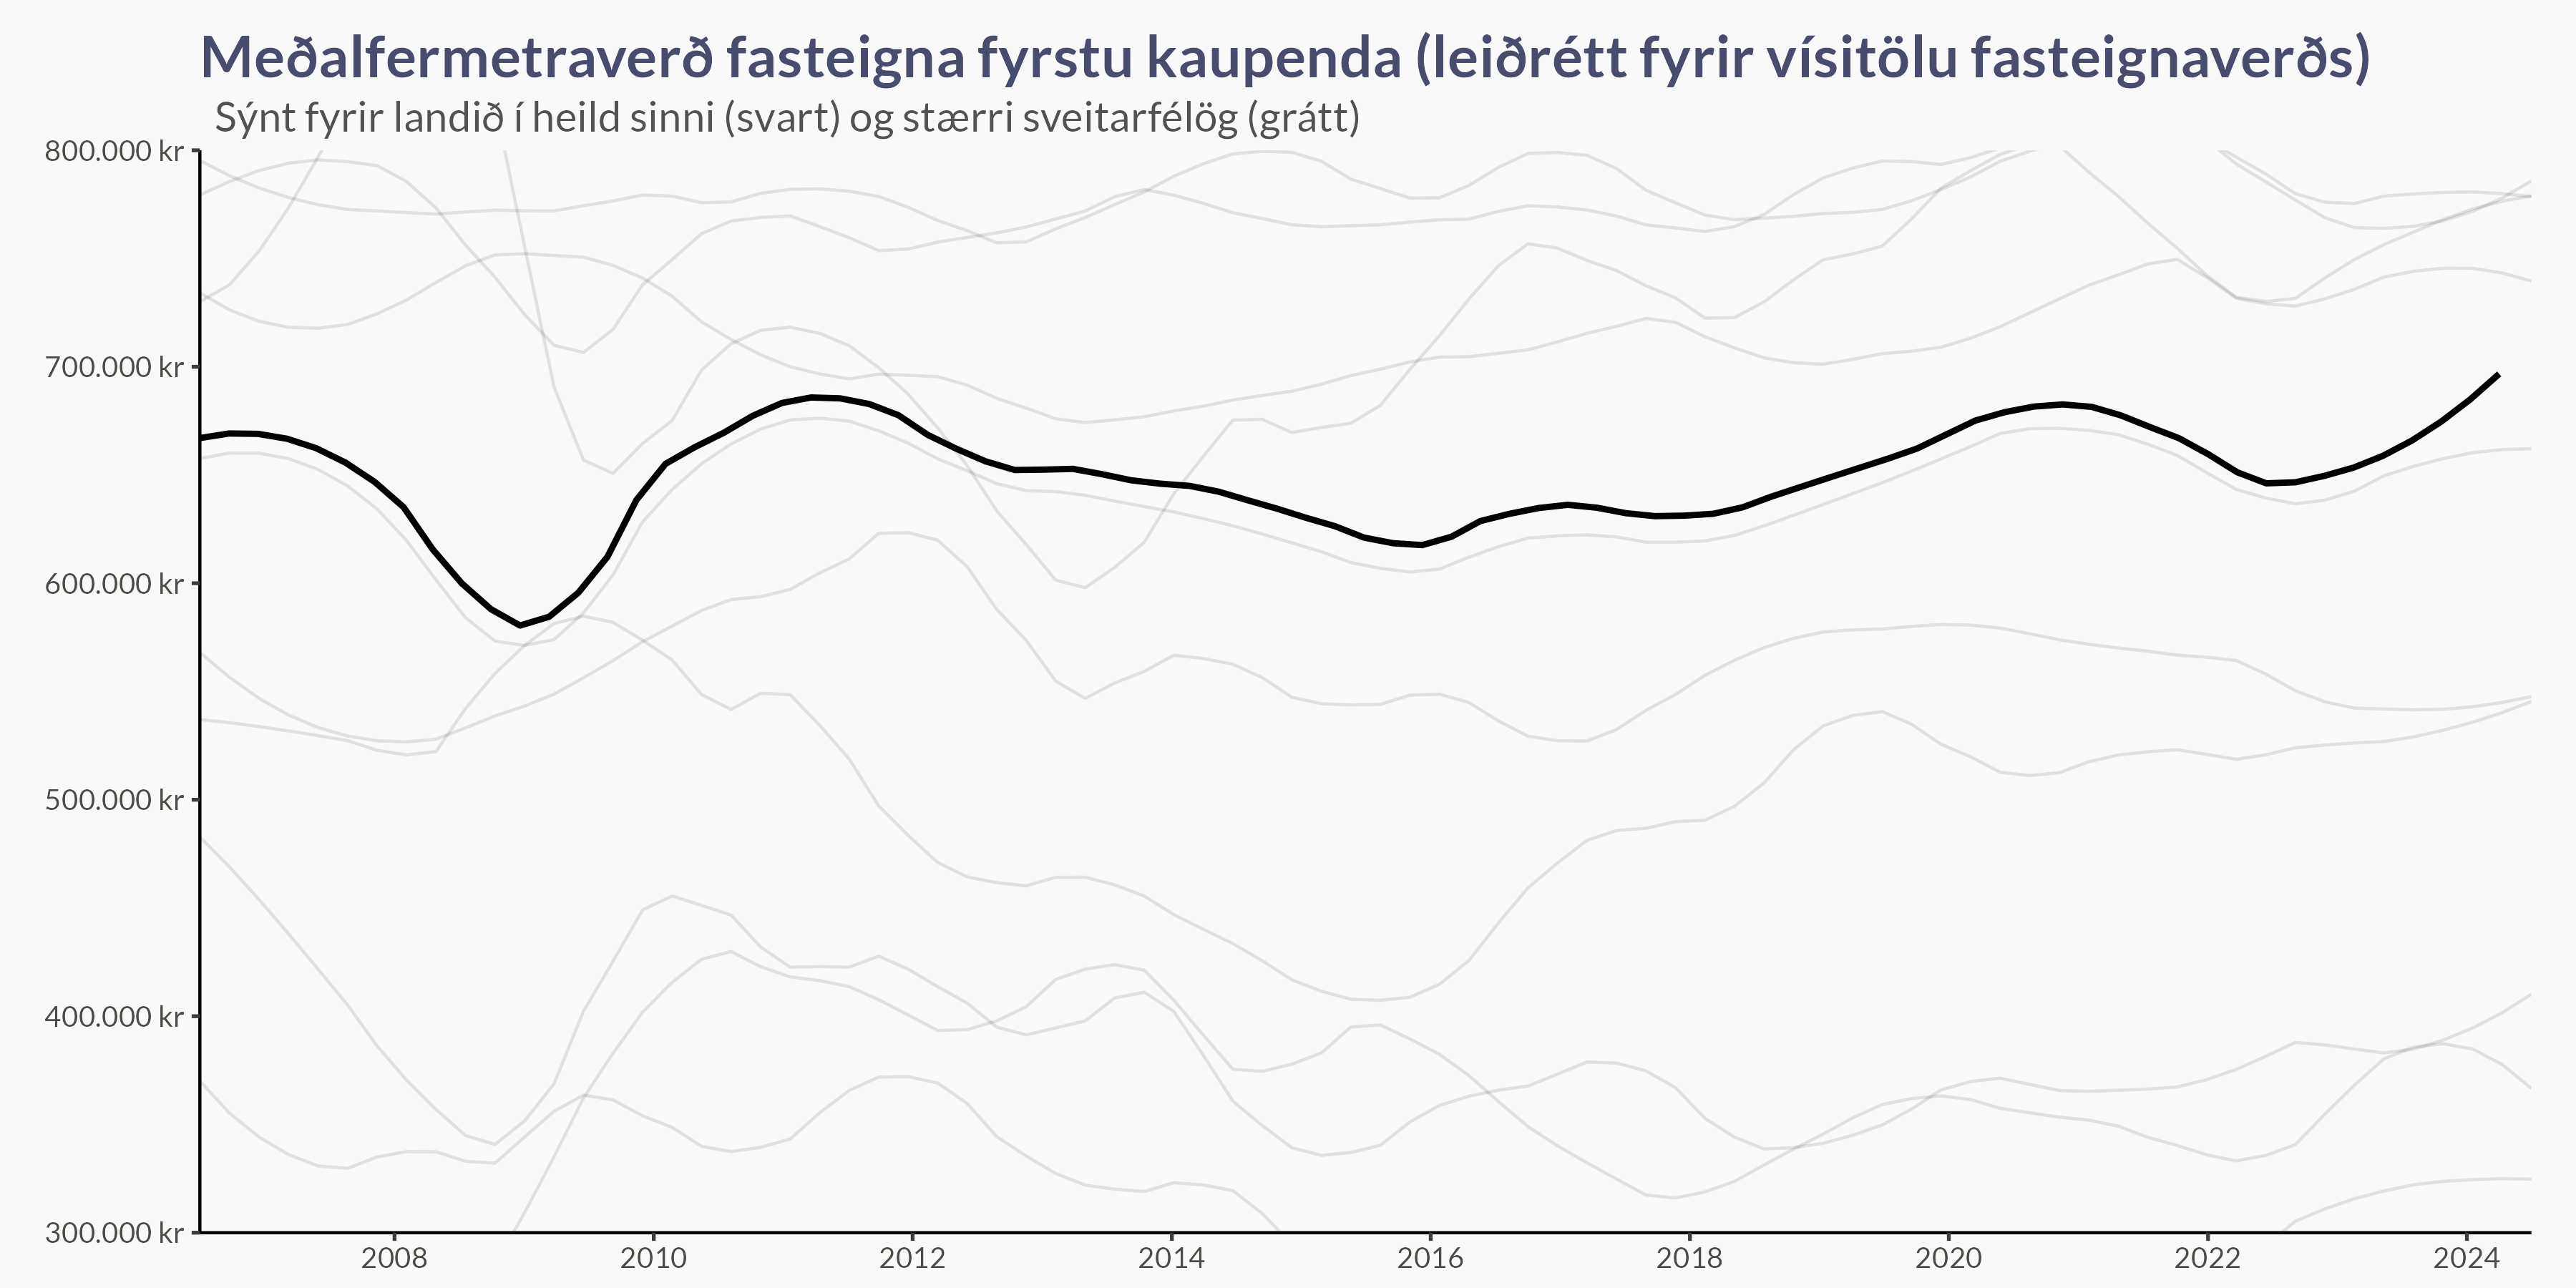 Meðalfermetraverð fasteigna fyrstu kaupenda (leiðrétt fyrir vísitölu fasteignaverðs)
Sýnt fyrir landið í heild sinni (svart) og stærri sveitarfélög (grátt)
800.000 kr
700.000 kr
600.000 kr
500.000 kr
400.000 kr
300.000 kr
2008 2010 2012 2014 2016 2018 2020 2022 2024